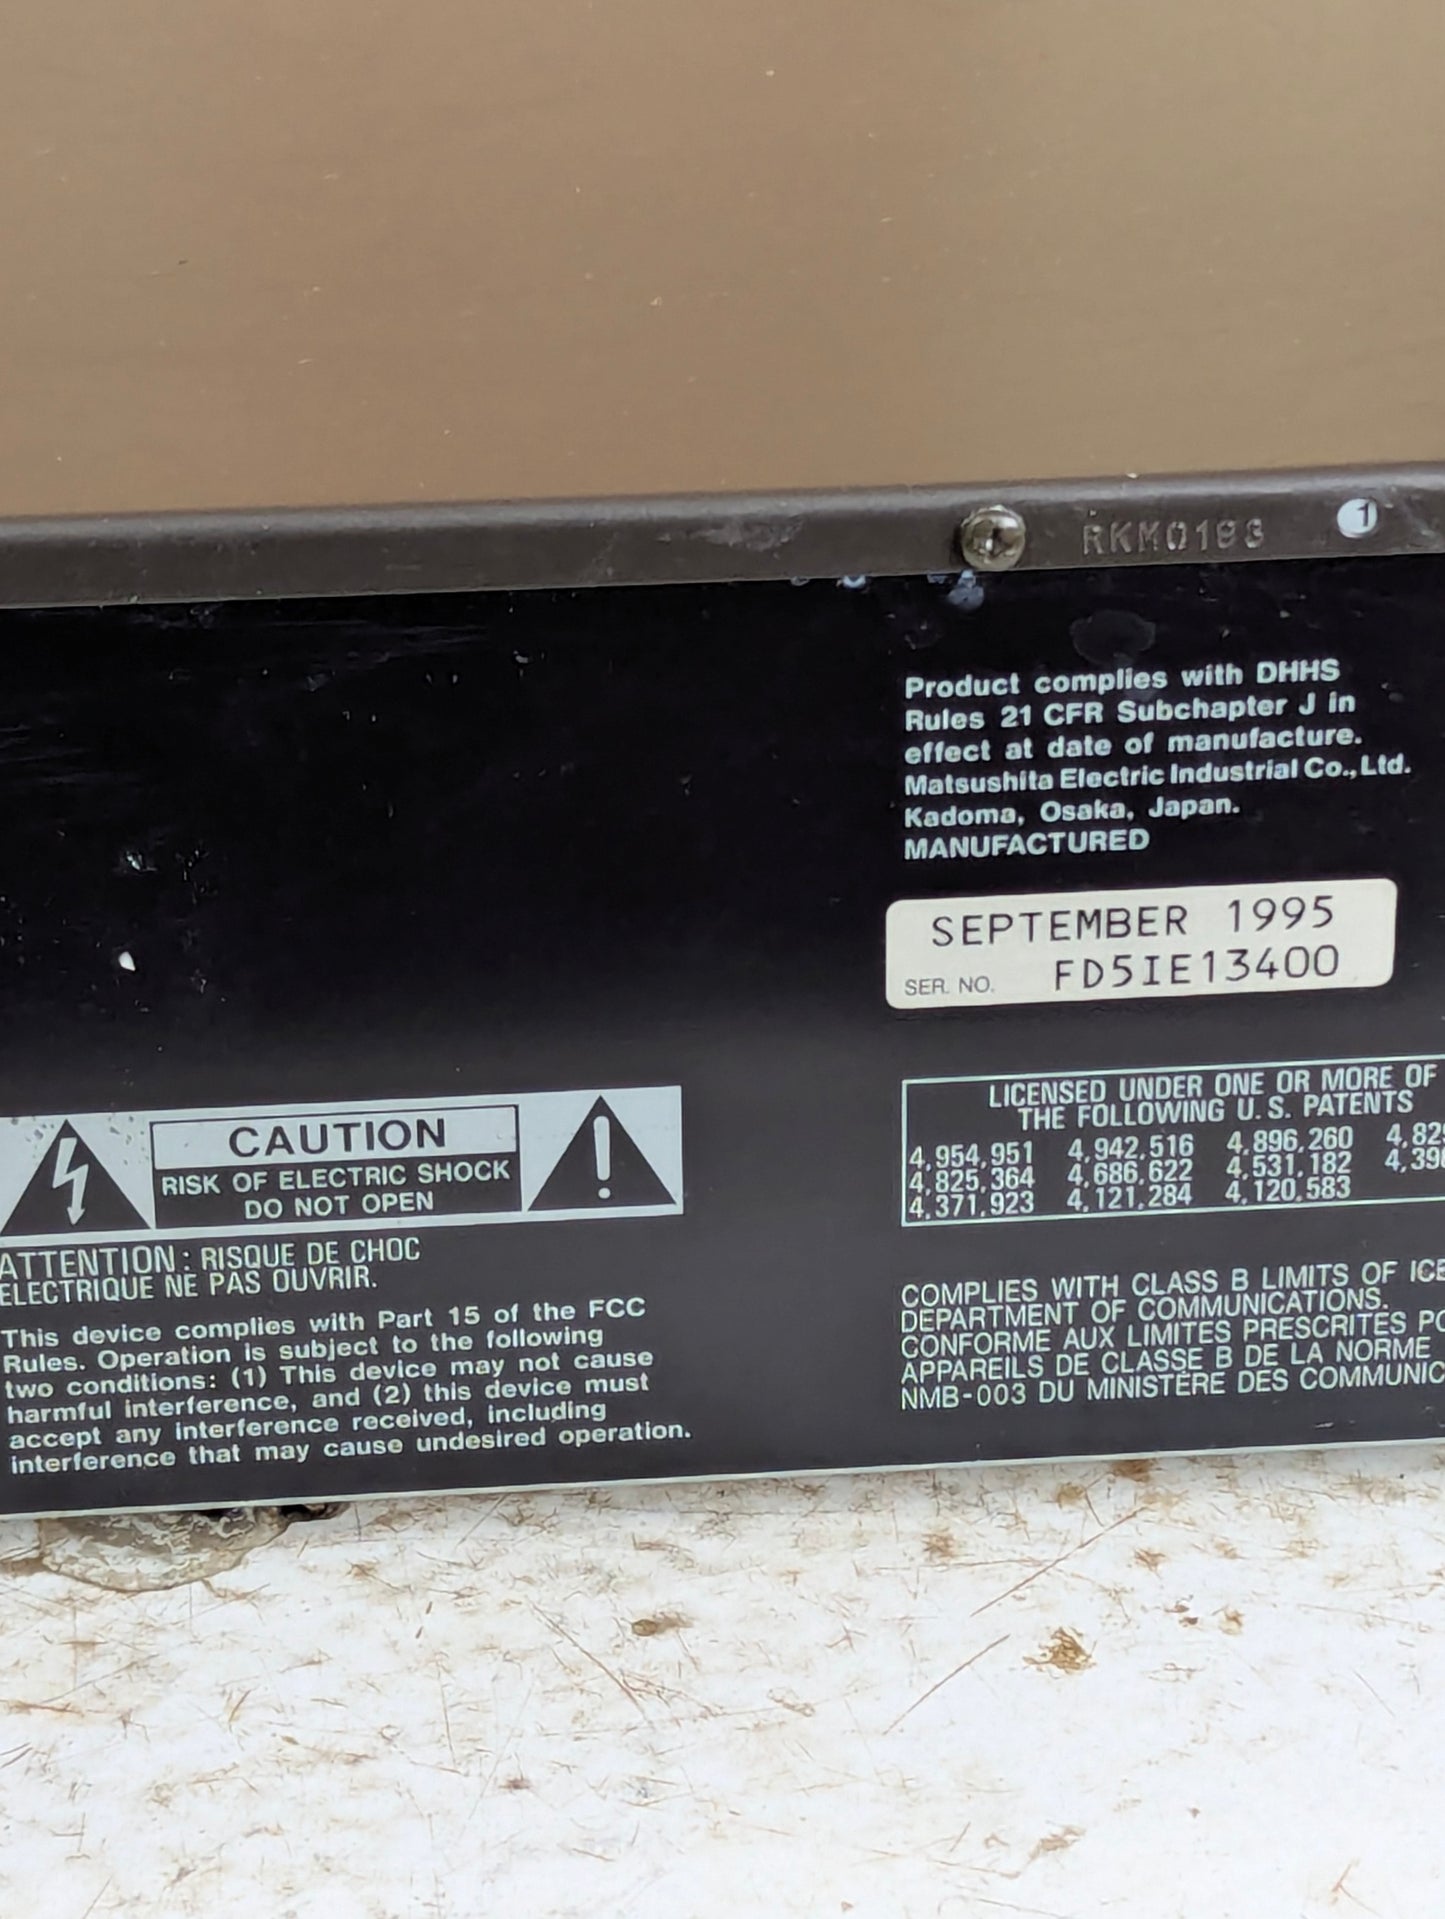 RKM0193
1
Product complies with DHHS
Rules 21 CFR Subchapter J in
effect at date of manufacture.
Matsushita Electric Industrial Co., Ltd.
Kadoma, Osaka, Japan.
MANUFACTURED
SEPTEMBER 1995
SER. NO. FD5IE13400
LICENSED UNDER ONE OR MORE OF
THE FOLLOWING U.S. PATENTS
4,954,951 4,942,516 4,896,260
4,825,364 4,686,622 4,531,182
4,371,923 4,121,284 4,120,583
COMPLIES WITH CLASS B LIMITS OF
DEPARTMENT OF COMMUNICATIONS.
CONFORME AUX LIMITES PRESCRITES
APPAREILS DE CLASSE B DE LA NORME
NMB-003 DU MINISTÈRE DES
CAUTION
RISK OF ELECTRIC SHOCK
DO NOT OPEN
ATTENTION: RISQUE DE CHOC
ELECTRIQUE NE PAS OUVRIR.
This device complies with Part 15 of the FCC
Rules. Operation is subject to the following
two conditions: (1) This device may not cause
harmful interference, and (2) this device must
accept any interference received, including
interference that may cause undesired operation.